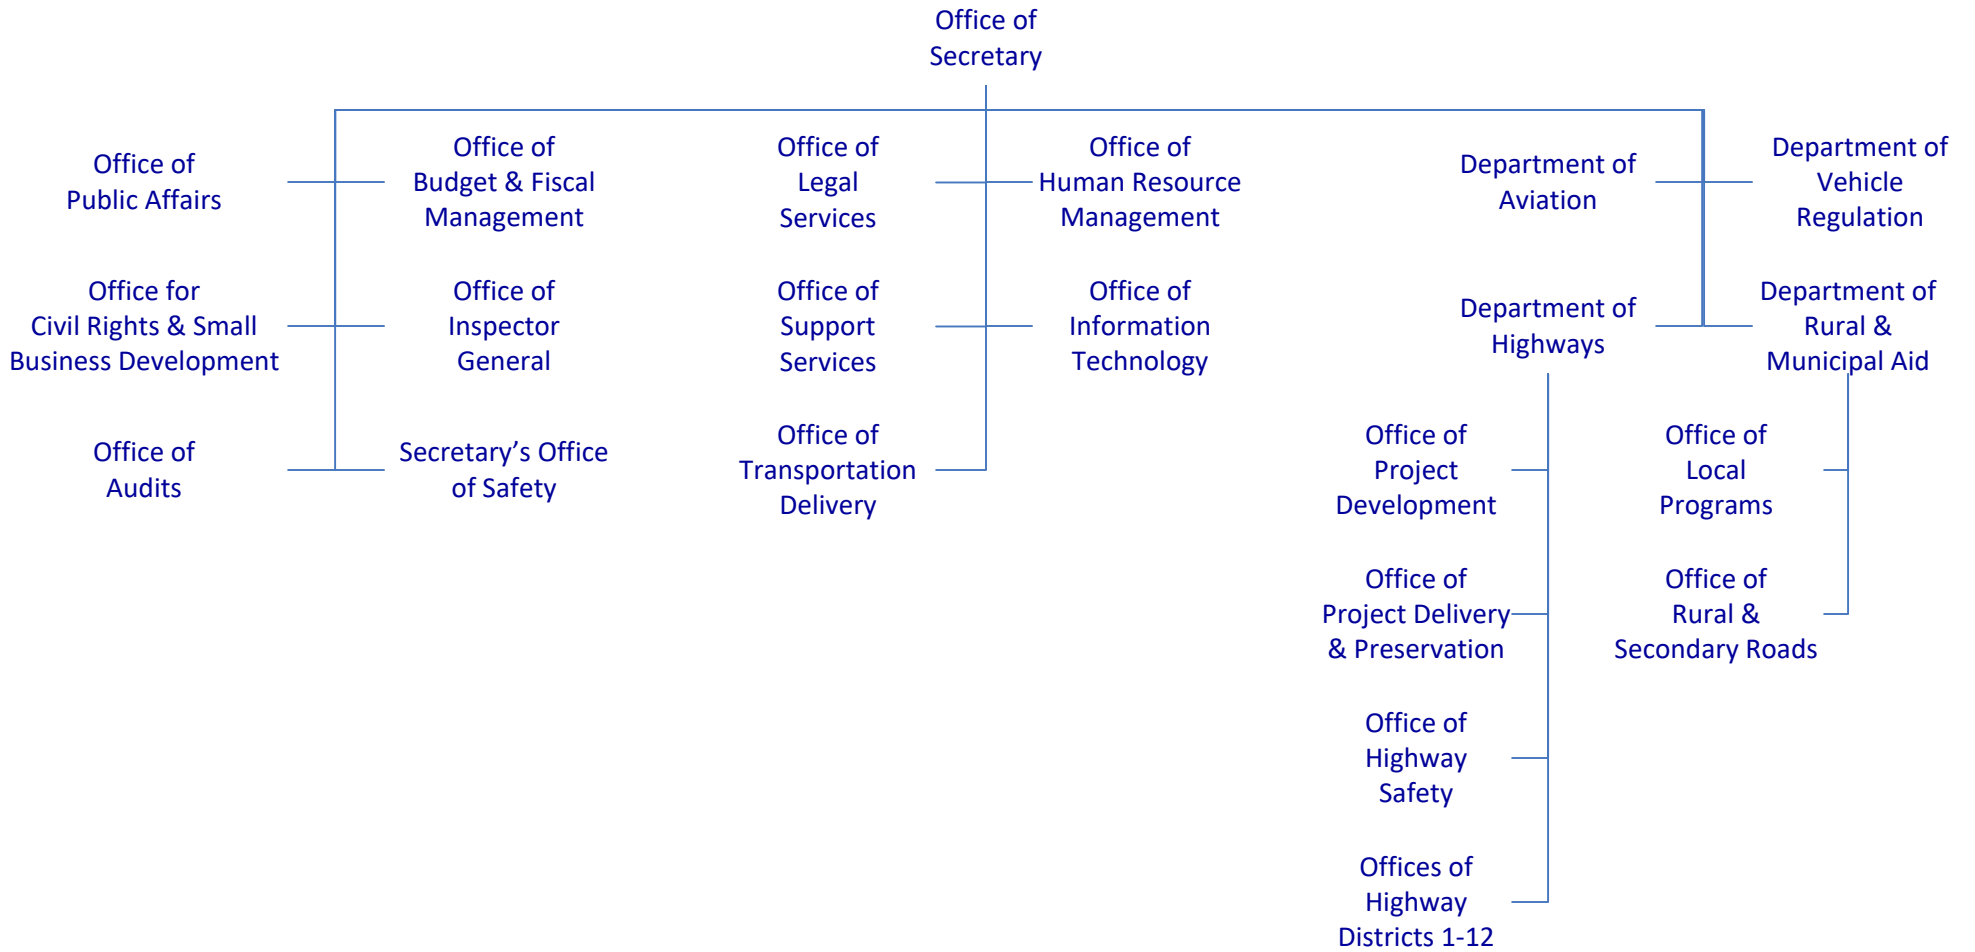 Office of
Secretary
Office of
Public Affairs
Office of
Budget & Fiscal
Management
Office of
Legal
Services
Office of
Human Resource
Management
Department of
Aviation
Department of
Vehicle
Regulation
Office for
Civil Rights & Small
Business Development
Office of
Inspector
General
Office of
Support
Services
Office of
Information
Technology
Department of
Highways
Department of
Rural &
Municipal Aid
Office of
Audits
Secretary’s Office
of Safety
Office of
Transportation
Delivery
Office of
Project
Development
Office of
Local
Programs
Office of
Project Delivery
& Preservation
Office of
Rural &
Secondary Roads
Office of
Highway
Safety
Offices of
Highway
Districts 1-12